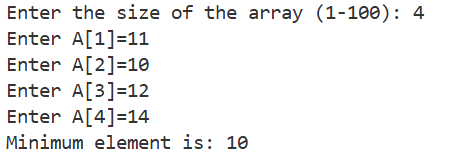 Enter the size of the array (1-100): 4
Enter A[1]=11
Enter A[2]=10
Enter A[3]=12
Enter A[4]=14
Minimum element is: 10